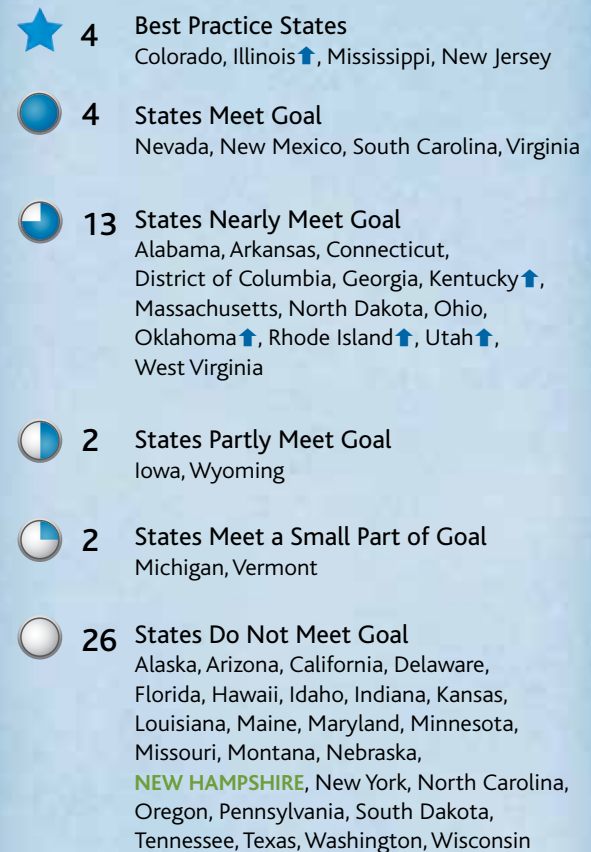 4 Best Practice States
Colorado, Illinois⬆, Mississippi, New Jersey
4 States Meet Goal
Nevada, New Mexico, South Carolina, Virginia
13 States Nearly Meet Goal
Alabama, Arkansas, Connecticut,
District of Columbia, Georgia, Kentucky⬆,
Massachusetts, North Dakota, Ohio,
Oklahoma⬆, Rhode Island⬆, Utah⬆,
West Virginia
2 States Partly Meet Goal
Iowa, Wyoming
2 States Meet a Small Part of Goal
Michigan, Vermont
26 States Do Not Meet Goal
Alaska, Arizona, California, Delaware,
Florida, Hawaii, Idaho, Indiana, Kansas,
Louisiana, Maine, Maryland, Minnesota,
Missouri, Montana, Nebraska,
NEW HAMPSHIRE, New York, North Carolina,
Oregon, Pennsylvania, South Dakota,
Tennessee, Texas, Washington, Wisconsin